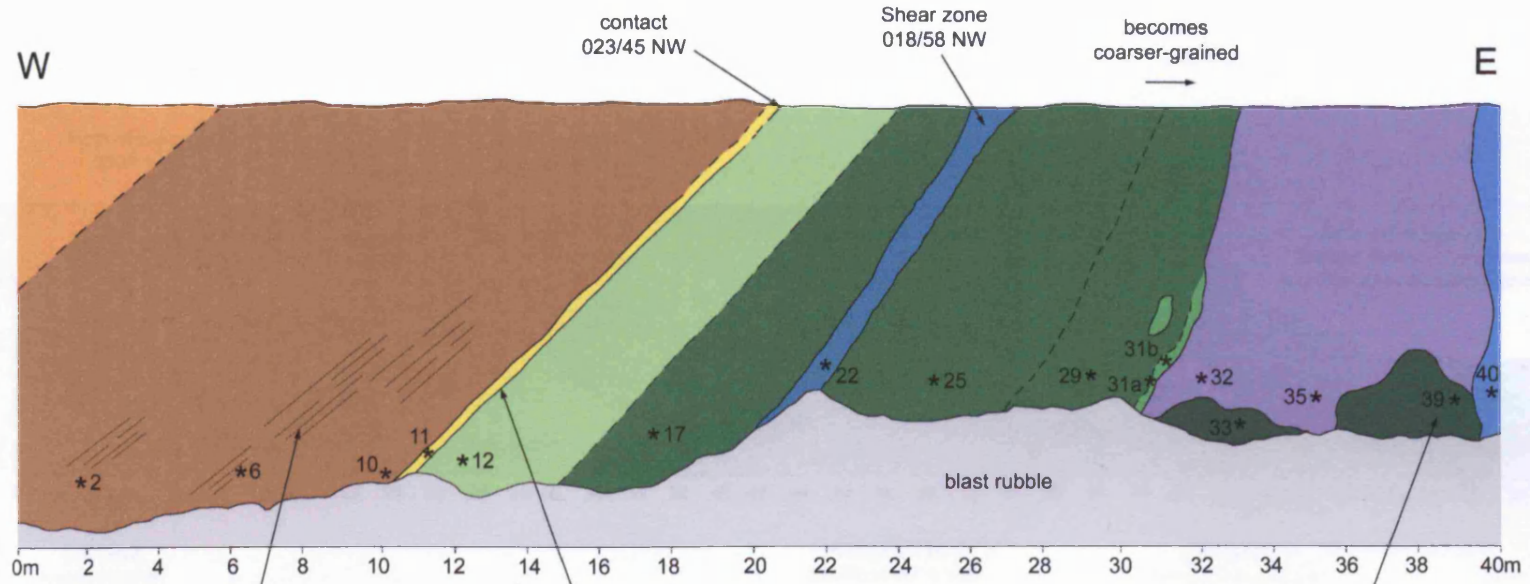 contact
023/45 NW
Shear zone
018/58 NW
becomes
coarser-grained
W
E
*2
*6
10*
11
*
*12
*17
*22
*25
29*
31b
*
31a
*
*32
33*
35*
39*
40
*
blast rubble
0m 2 4 6 8 10 12 14 16 18 20 22 24 26 28 30 32 34 36 38 40m